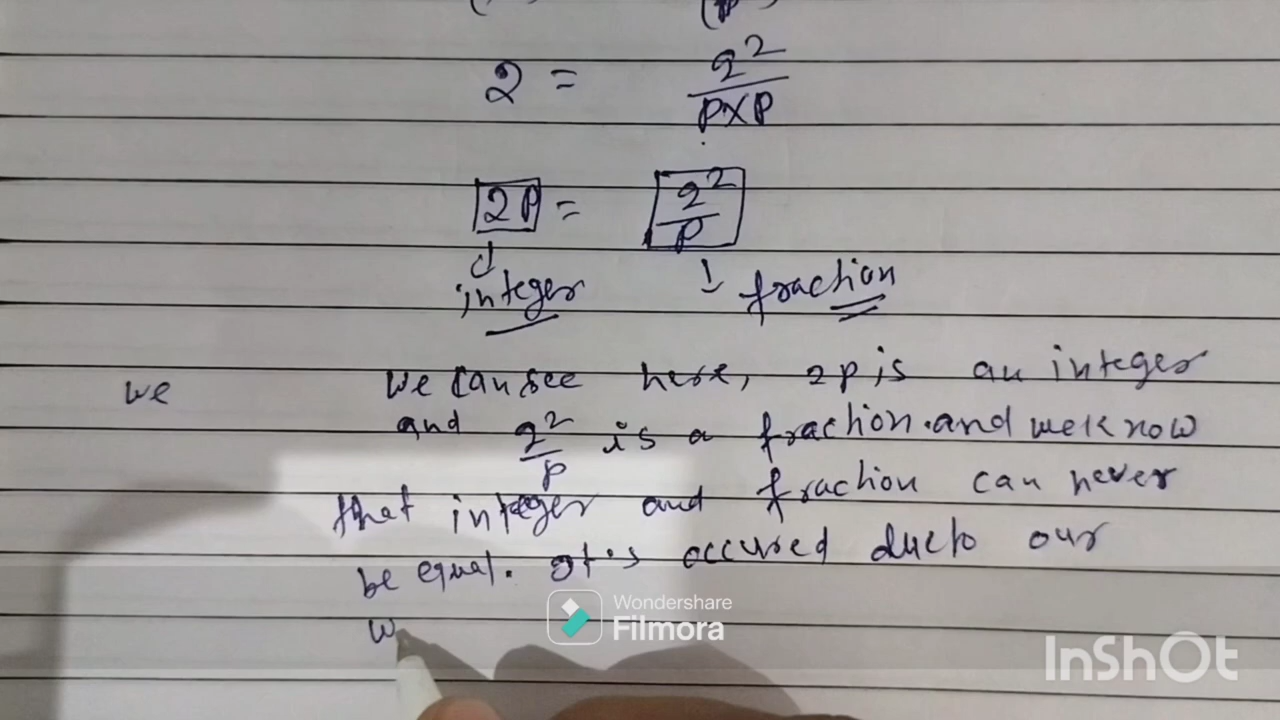 2 = q²/P×P
2P = q²/P
integer fraction
we we can see here, 2P is an integer
and q²/P is a fraction. and we know
that integer and fraction can never
be equal. It's occured due to our
w
Wondershare
Filmora
InShOt